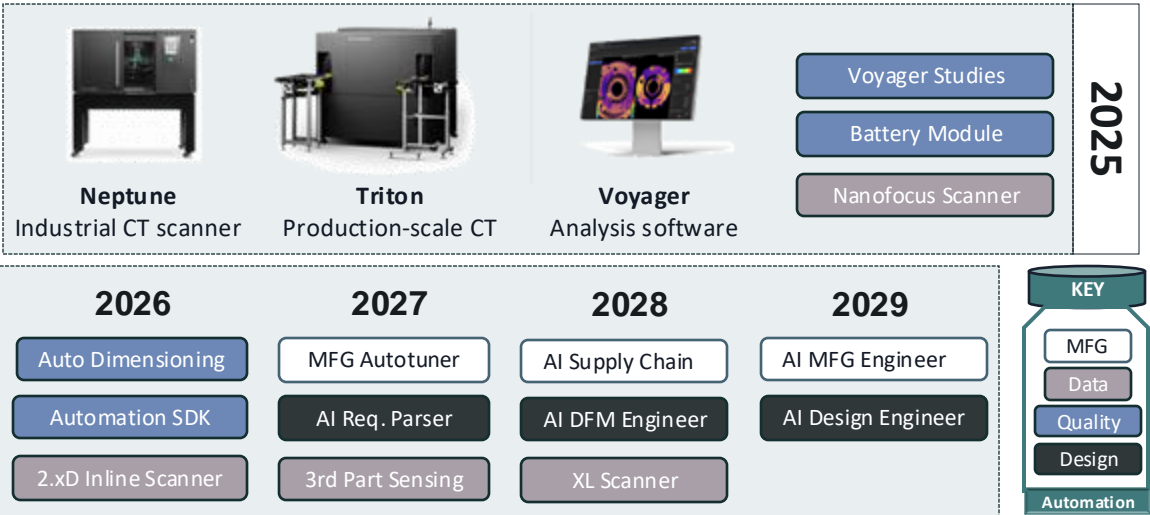 Neptune
Industrial CT scanner
Triton
Production-scale CT
Voyager
Analysis software
Voyager Studies
Battery Module
Nanofocus Scanner
2025
2026
Auto Dimensioning
Automation SDK
2.xD Inline Scanner
2027
MFG Autotuner
AI Req. Parser
3rd Part Sensing
2028
AI Supply Chain
AI DFM Engineer
XL Scanner
2029
AI MFG Engineer
AI Design Engineer
KEY
MFG
Data
Quality
Design
Automation